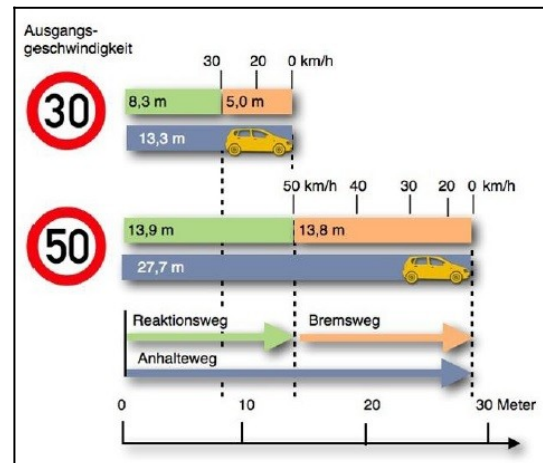 Ausgangs-
geschwindigkeit
30 20 0 km/h
30
8,3 m 5,0 m
13,3 m
50 km/h 40 30 20 0 km/h
50
13,9 m 13,8 m
27,7 m
Reaktionsweg Bremsweg
Anhalteweg
0 10 20 30 Meter